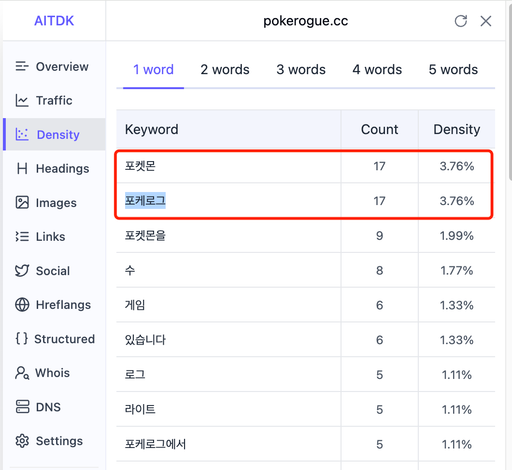 AITDK
pokerogue.cc
Overview
Traffic
Density
Headings
Images
Links
Social
Hreflangs
Structured
Whois
DNS
Settings
1 word 2 words 3 words 4 words 5 words
Keyword Count Density
포켓몬 17 3.76%
포케로그 17 3.76%
포켓몬을 9 1.99%
수 8 1.77%
게임 6 1.33%
있습니다 6 1.33%
로그 5 1.11%
라이트 5 1.11%
포케로그에서 5 1.11%